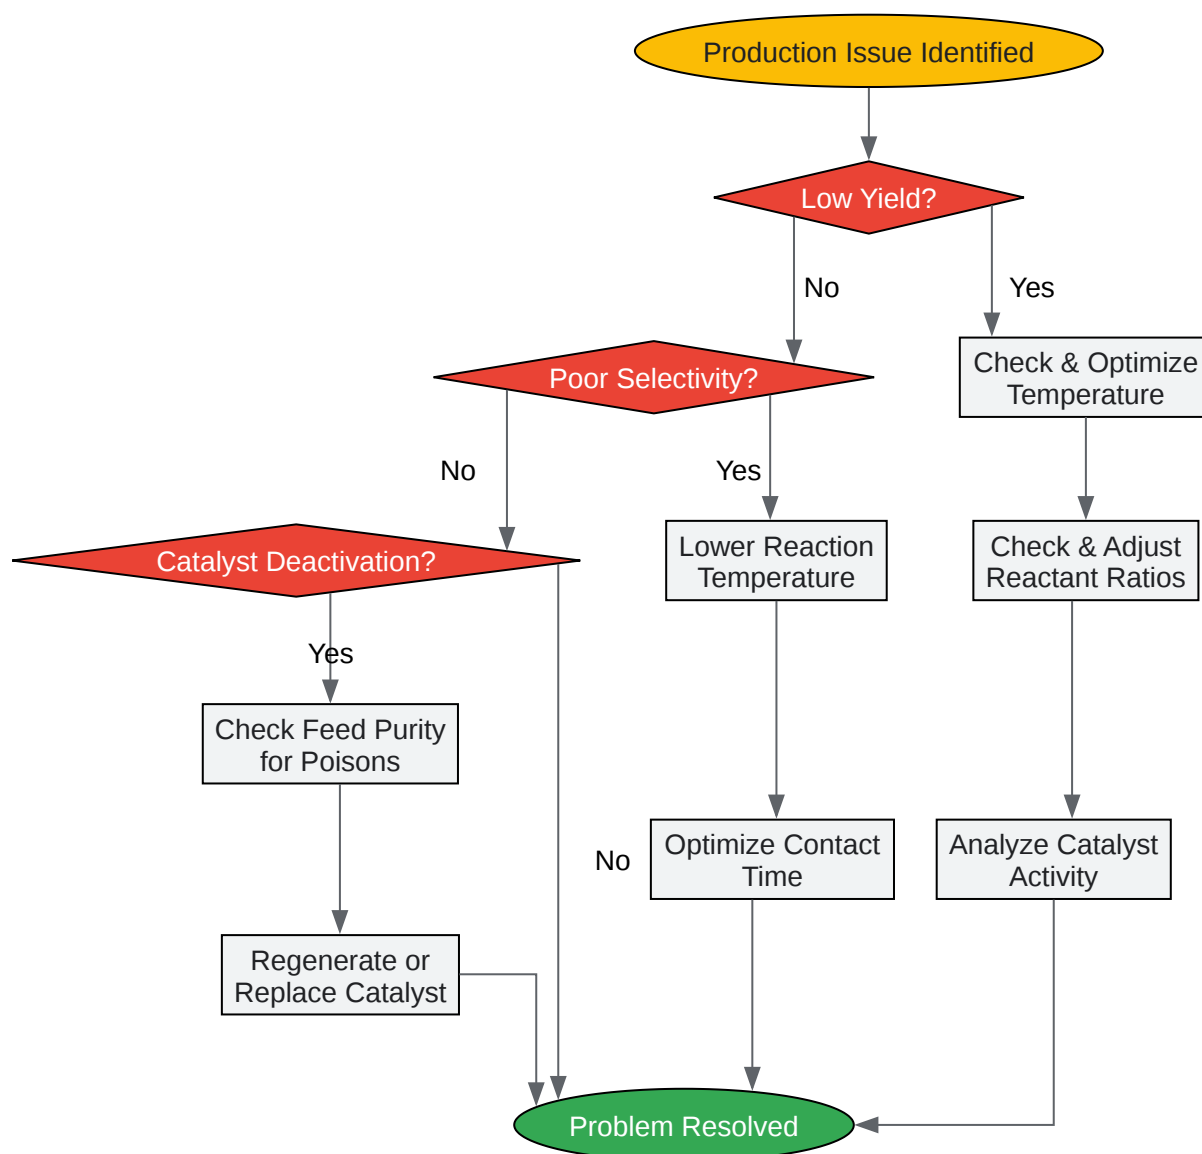 Production Issue Identified
Low Yield?
No
Yes
Check & Optimize
Temperature
Poor Selectivity?
No
Yes
Lower Reaction
Temperature
Check & Adjust
Reactant Ratios
Catalyst Deactivation?
Yes
Check Feed Purity
for Poisons
No
Optimize Contact
Time
Analyze Catalyst
Activity
Regenerate or
Replace Catalyst
Problem Resolved